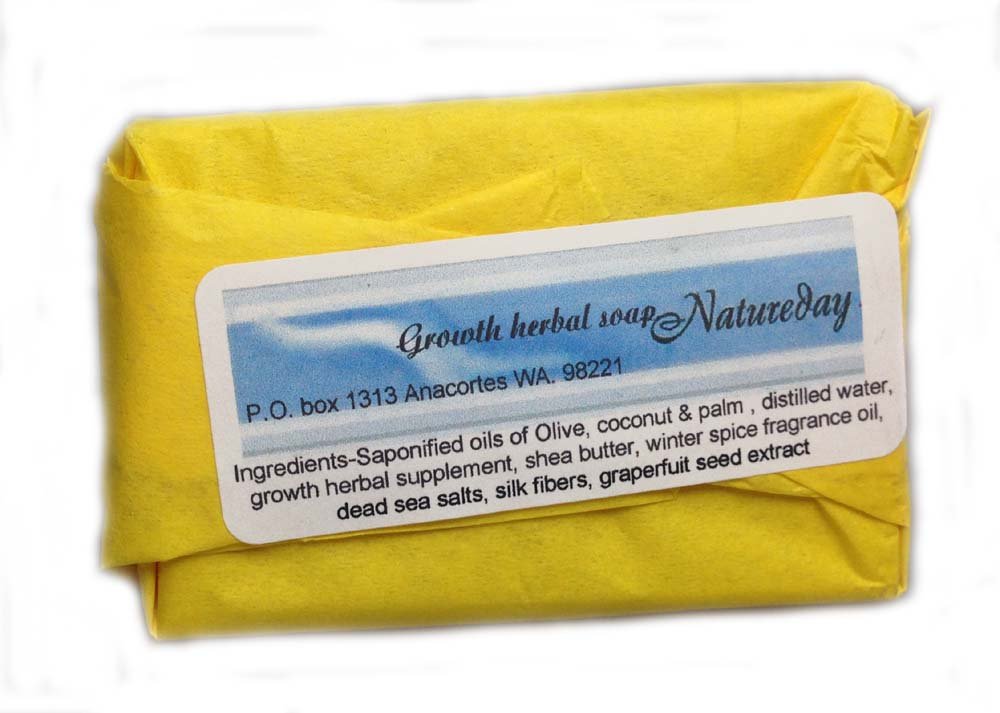 Growth herbal soap Natureday
P.O. box 1313 Anacortes WA. 98221
Ingredients-Saponified oils of Olive, coconut & palm , distilled water,
growth herbal supplement, shea butter, winter spice fragrance oil,
dead sea salts, silk fibers, graperfuit seed extract